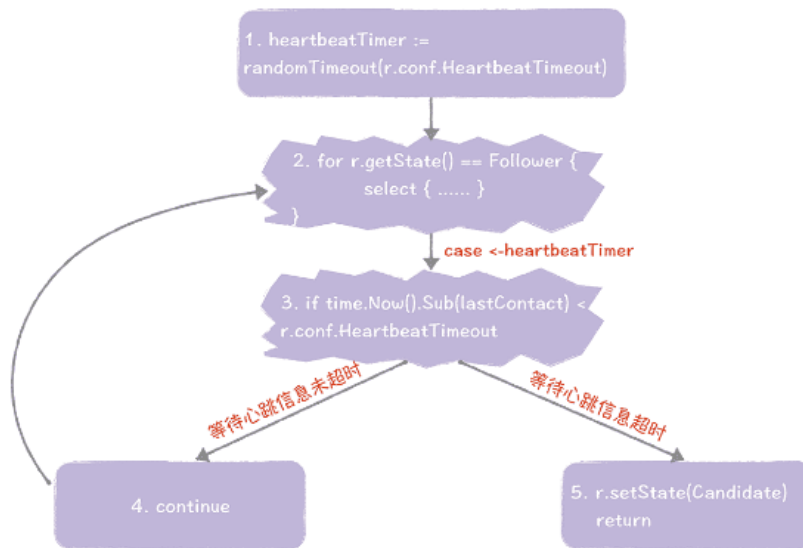 1. heartbeatTimer :=
randomTimeout(r.conf.HeartbeatTimeout)
2. for r.getState() == Follower {
select { ...... }
}
case <-heartbeatTimer
3. if time.Now().Sub(lastContact) <
r.conf.HeartbeatTimeout
等待心跳信息未超时
等待心跳信息超时
4. continue
5. r.setState(Candidate)
return